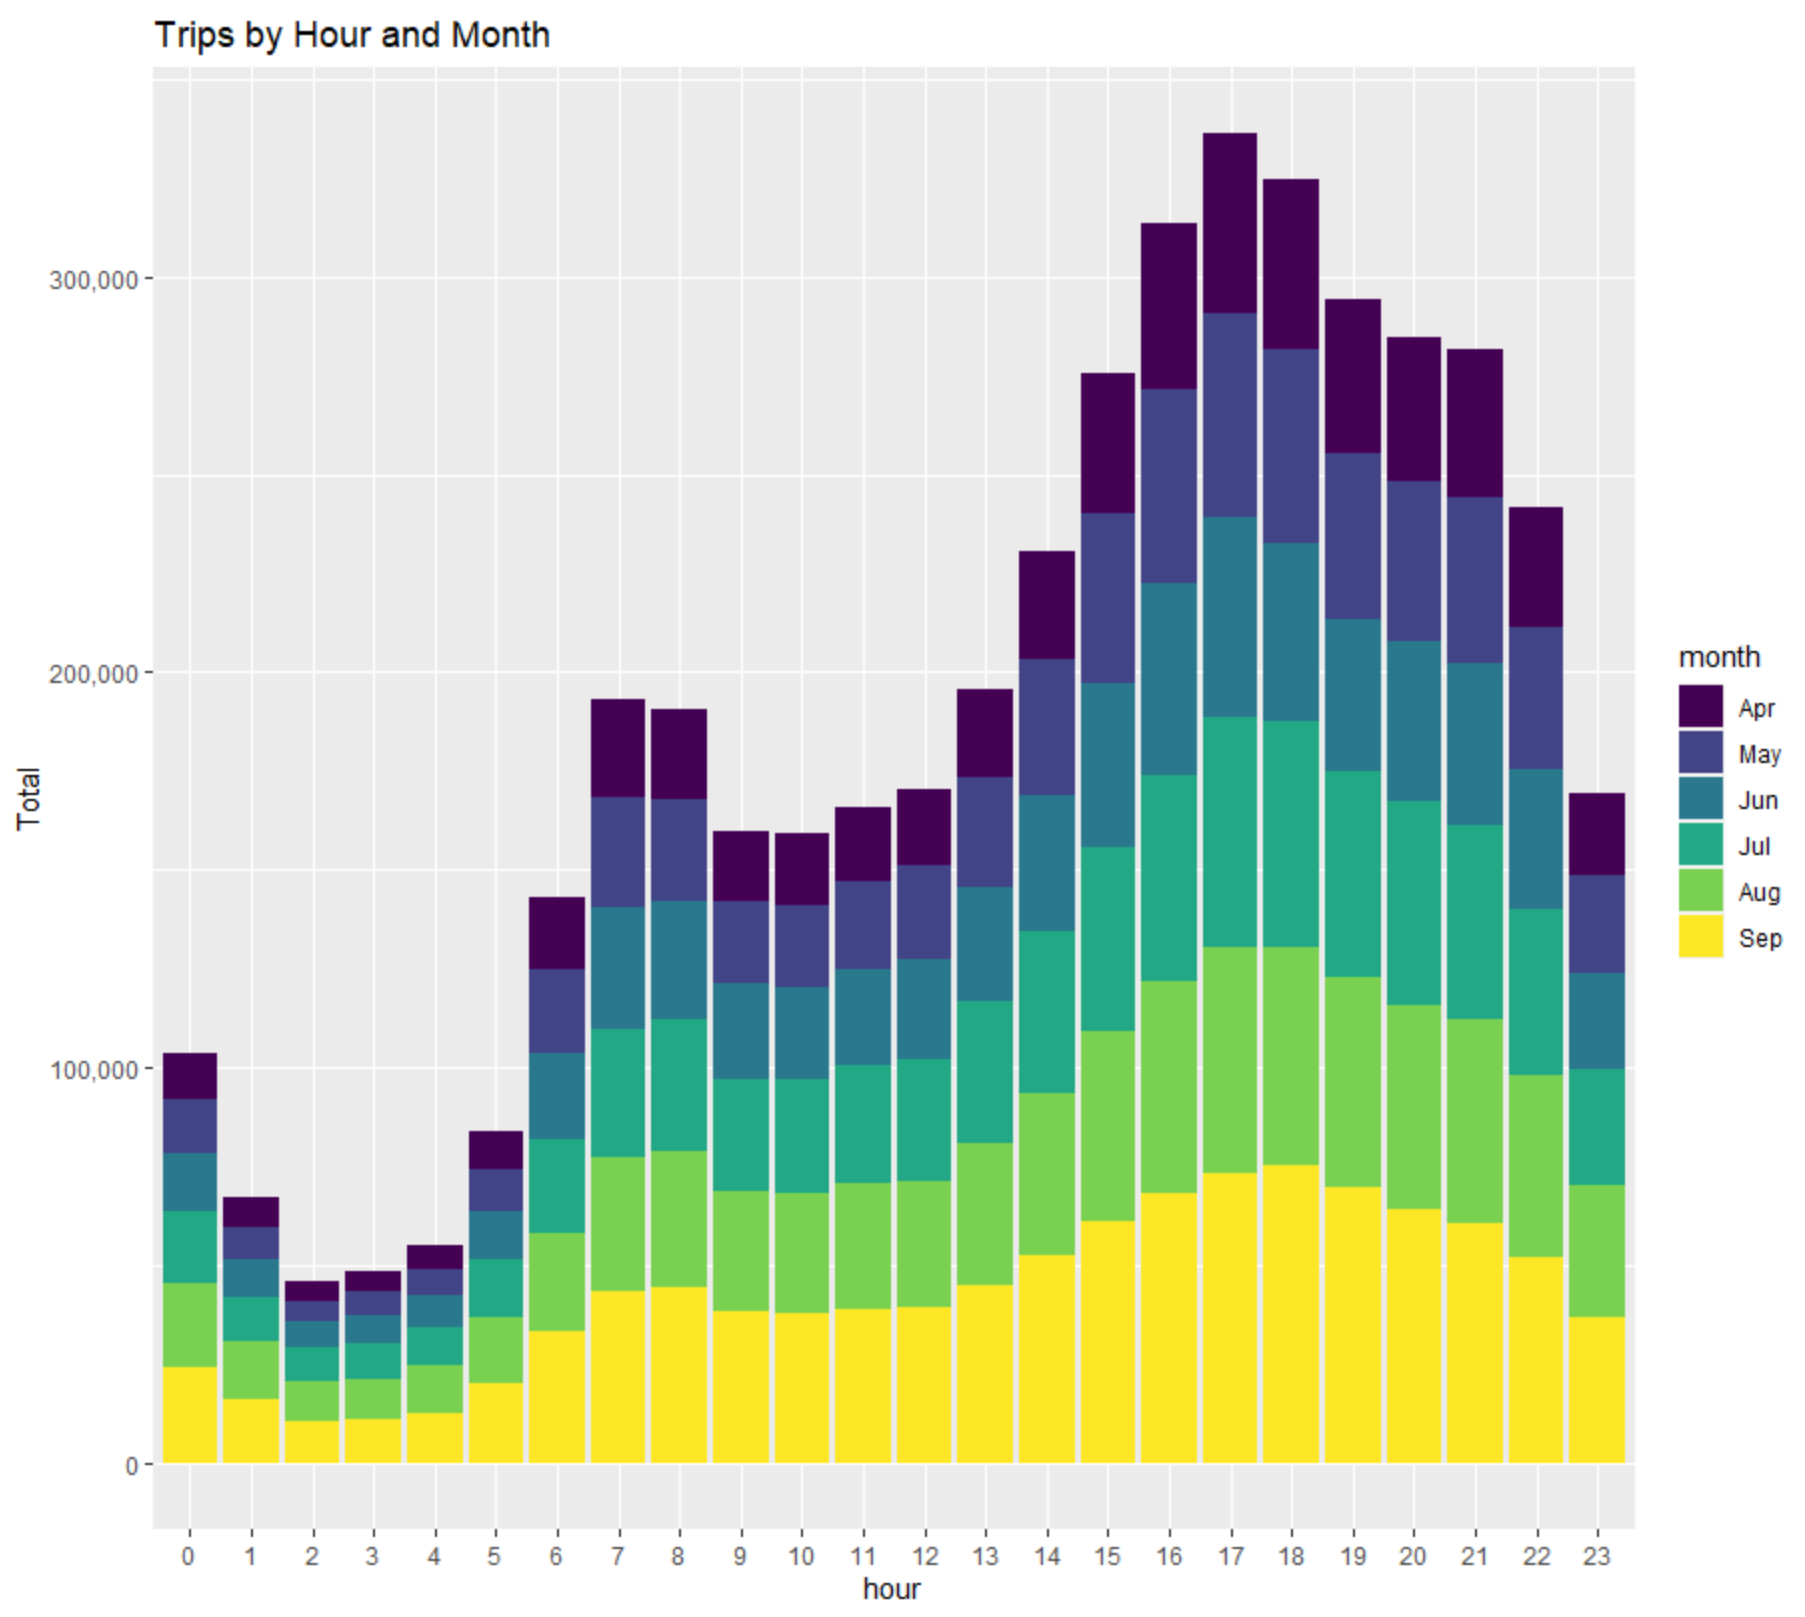 Trips by Hour and Month
Total
300,000
200,000
100,000
0
0 1 2 3 4 5 6 7 8 9 10 11 12 13 14 15 16 17 18 19 20 21 22 23
hour
month
Apr
May
Jun
Jul
Aug
Sep